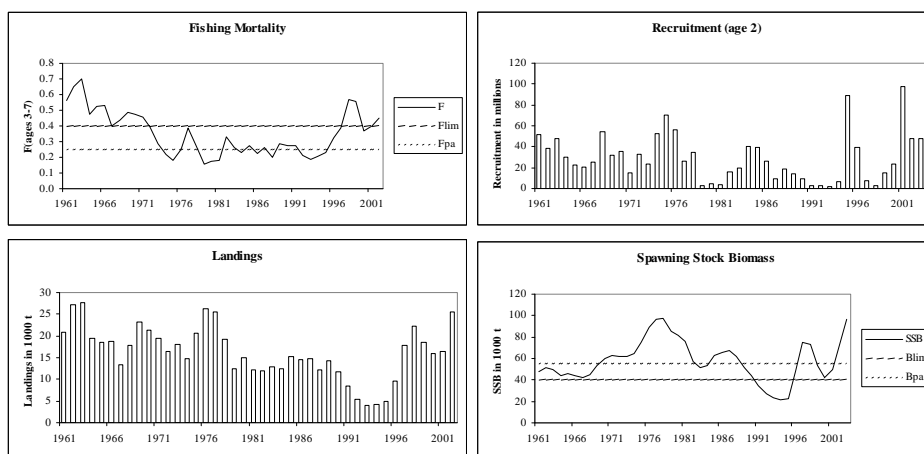 Fishing Mortality
F(ages 3-7)
0.8
0.7
0.6
0.5
0.4
0.3
0.2
0.1
0.0
1961 1966 1971 1976 1981 1986 1991 1996 2001
F
Flim
Fpa
Recruitment (age 2)
Recruitment in millions
120
100
80
60
40
20
0
1961 1966 1971 1976 1981 1986 1991 1996 2001
Landings
Landings in 1000 t
30
25
20
15
10
5
0
1961 1966 1971 1976 1981 1986 1991 1996 2001
Spawning Stock Biomass
SSB in 1000 t
120
100
80
60
40
20
0
1961 1966 1971 1976 1981 1986 1991 1996 2001
SSB
Blim
Bpa